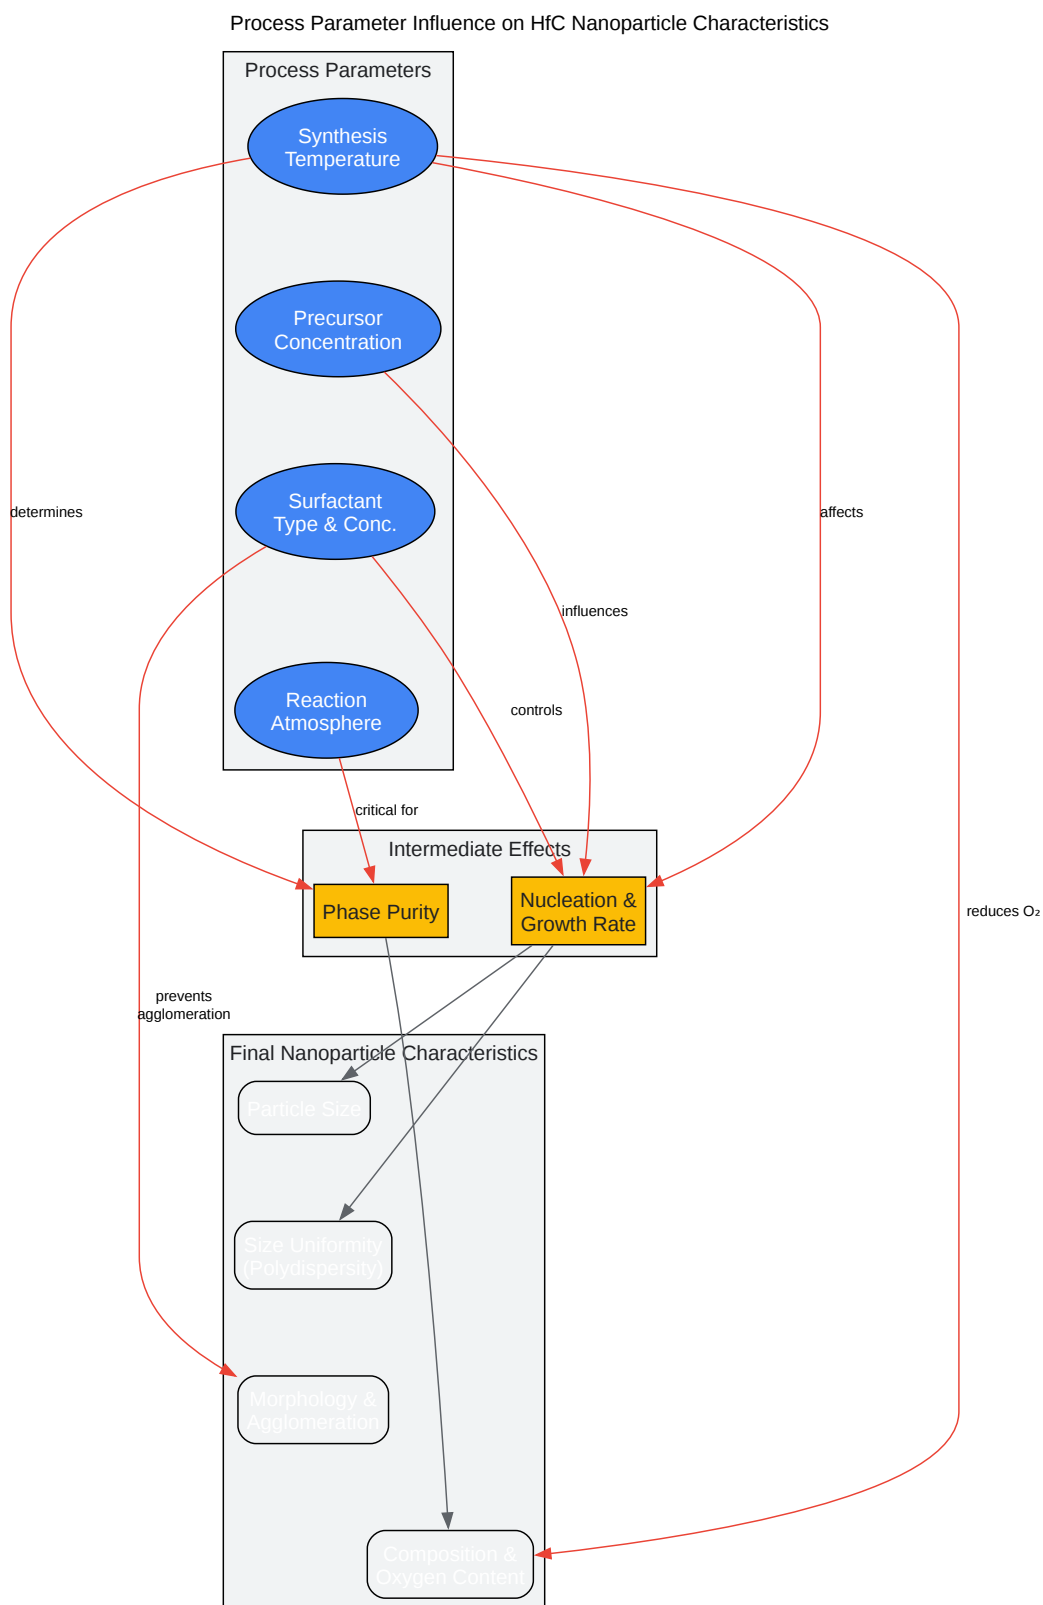 Process Parameter Influence on HfC Nanoparticle Characteristics
Process Parameters
Synthesis
Temperature
Precursor
Concentration
Surfactant
Type & Conc.
determines
affects
influences
Reaction
Atmosphere
controls
critical for
Intermediate Effects
Phase Purity
Nucleation &
Growth Rate
reduces O₂
prevents
agglomeration
Final Nanoparticle Characteristics
Particle Size
Size Uniformity
(Polydispersity)
Morphology &
Agglomeration
Composition &
Oxygen Content